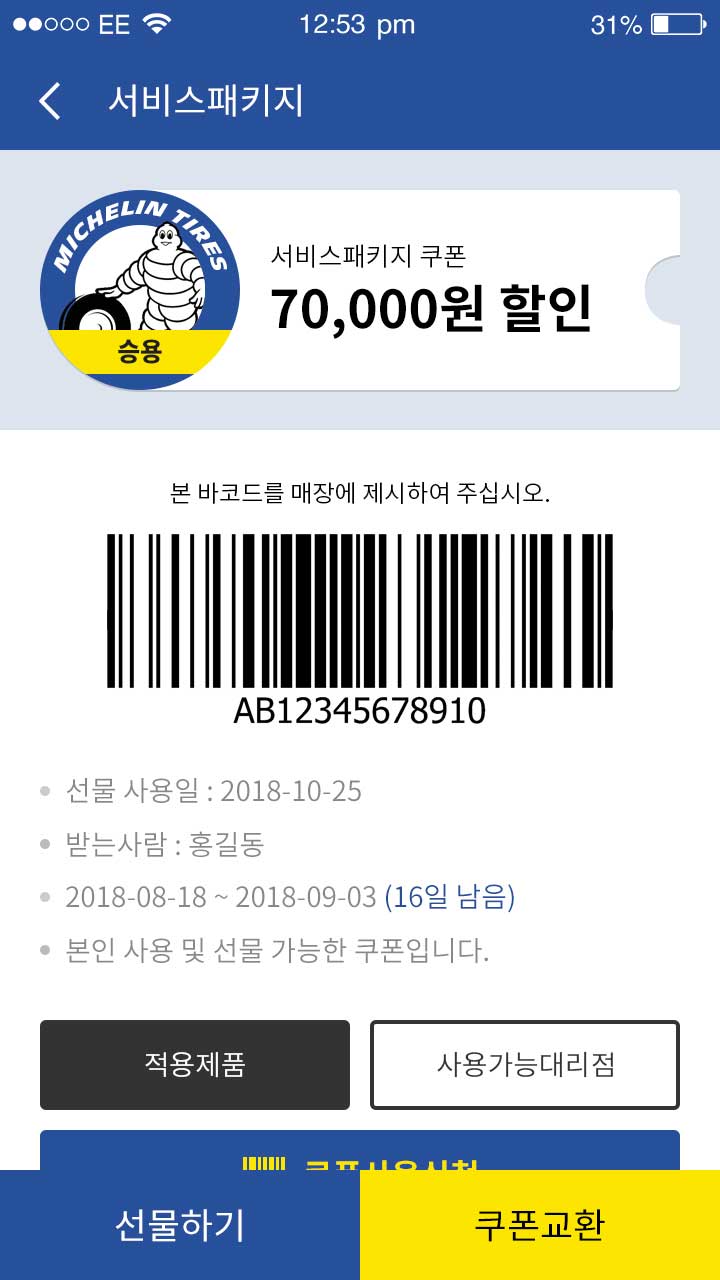 EE 12:53 pm 31%
서비스패키지
MICHELIN TIRES
승용
서비스패키지 쿠폰
70,000원 할인
본 바코드를 매장에 제시하여 주십시오.
AB12345678910
선물 사용일 : 2018-10-25
받는사람 : 홍길동
2018-08-18 ~ 2018-09-03 (16일 남음)
본인 사용 및 선물 가능한 쿠폰입니다.
적용제품
사용가능대리점
선물하기
쿠폰교환